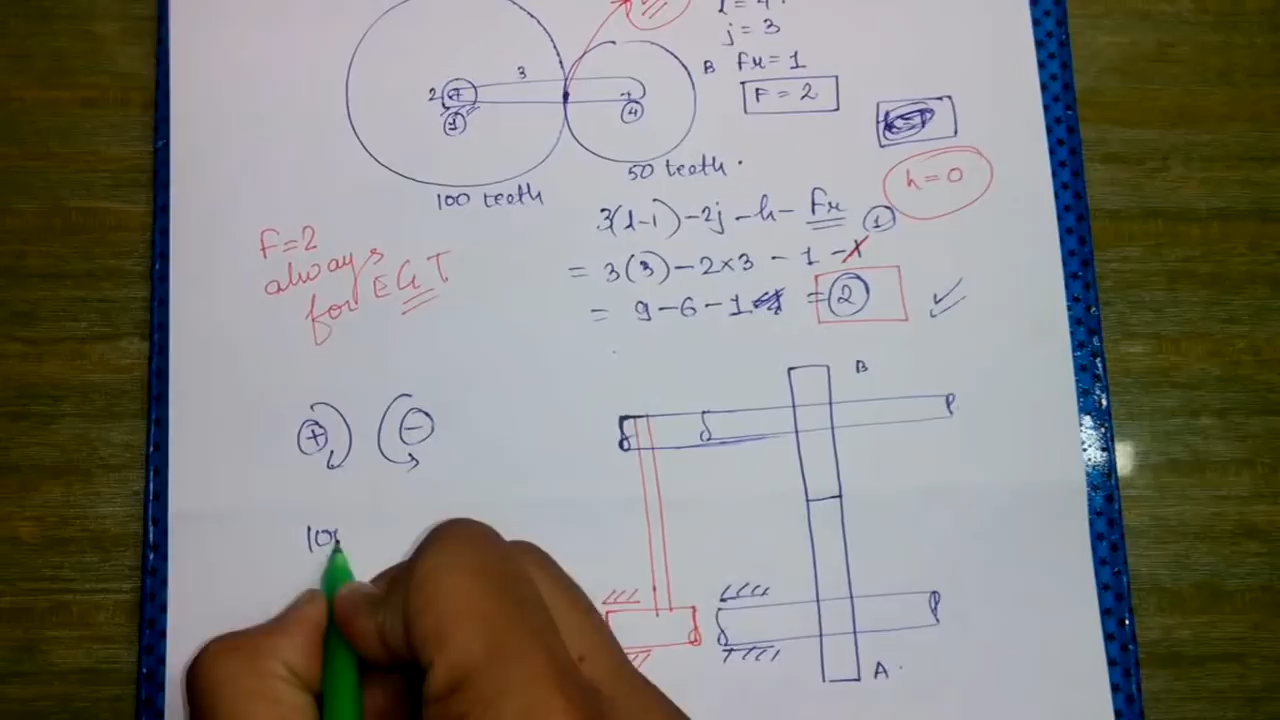 l = 4
j = 3
3
B
Fr = 1
2
+
F = 2
1
4
50 teeth
100 teeth
h = 0
3(l-1) - 2j - h - Fr
1
= 3(3) - 2×3 - 1 - 1
= 9 - 6 - 1 = 2
F = 2
always
for EGT
B
+ -
10
A